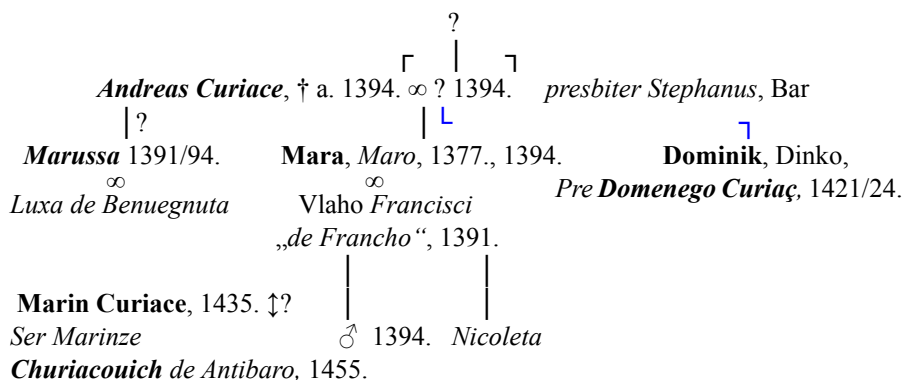 ?
Andreas Curiace, † a. 1394. ∞ ? 1394. presbiter Stephanus, Bar
?
Marussa 1391/94. Mara, Maro, 1377., 1394. Dominik, Dinko,
∞ ∞ Pre Domenego Curiaç, 1421/24.
Luxa de Benuegnuta Vlaho Francisci
„de Francho“, 1391.
Marin Curiace, 1435. ↕?
Ser Marinze ♂ 1394. Nicoleta
Churiacouich de Antibaro, 1455.